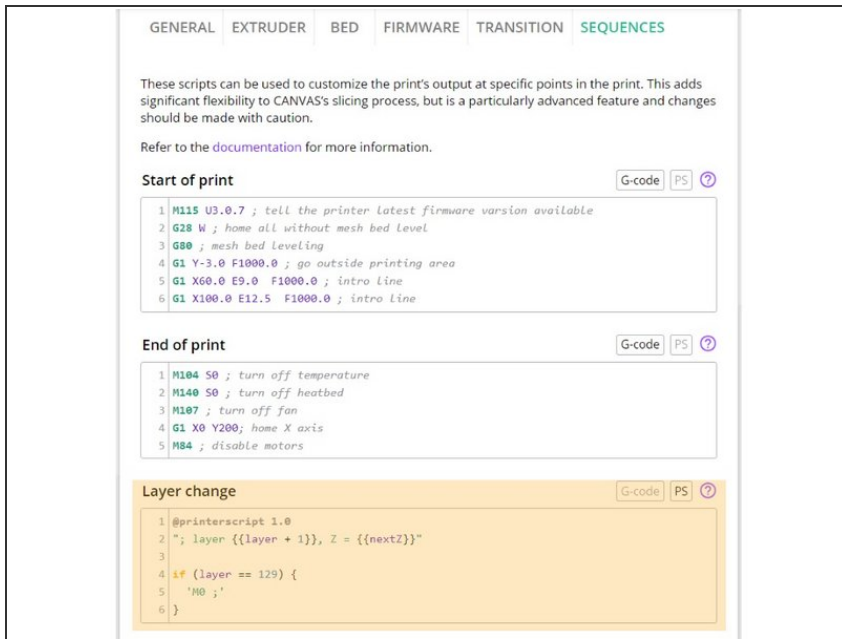 GENERAL EXTRUDER BED FIRMWARE TRANSITION SEQUENCES
These scripts can be used to customize the print's output at specific points in the print. This adds
significant flexibility to CANVAS's slicing process, but is a particularly advanced feature and changes
should be made with caution.
Refer to the documentation for more information.
Start of print G-code PS ?
1 M115 U3.0.7 ; tell the printer latest firmware varsion available
2 G28 W ; home all without mesh bed level
3 G80 ; mesh bed leveling
4 G1 Y-3.0 F1000.0 ; go outside printing area
5 G1 X60.0 E9.0  F1000.0 ; intro line
6 G1 X100.0 E12.5  F1000.0 ; intro line
End of print G-code PS ?
1 M104 S0 ; turn off temperature
2 M140 S0 ; turn off heatbed
3 M107 ; turn off fan
4 G1 X0 Y200; home X axis
5 M84 ; disable motors
Layer change G-code PS ?
1 @printerscript 1.0
2 "; layer {{layer + 1}}, Z = {{nextZ}}"
3
4 if (layer == 129) {
5   'M0 ;'
6 }